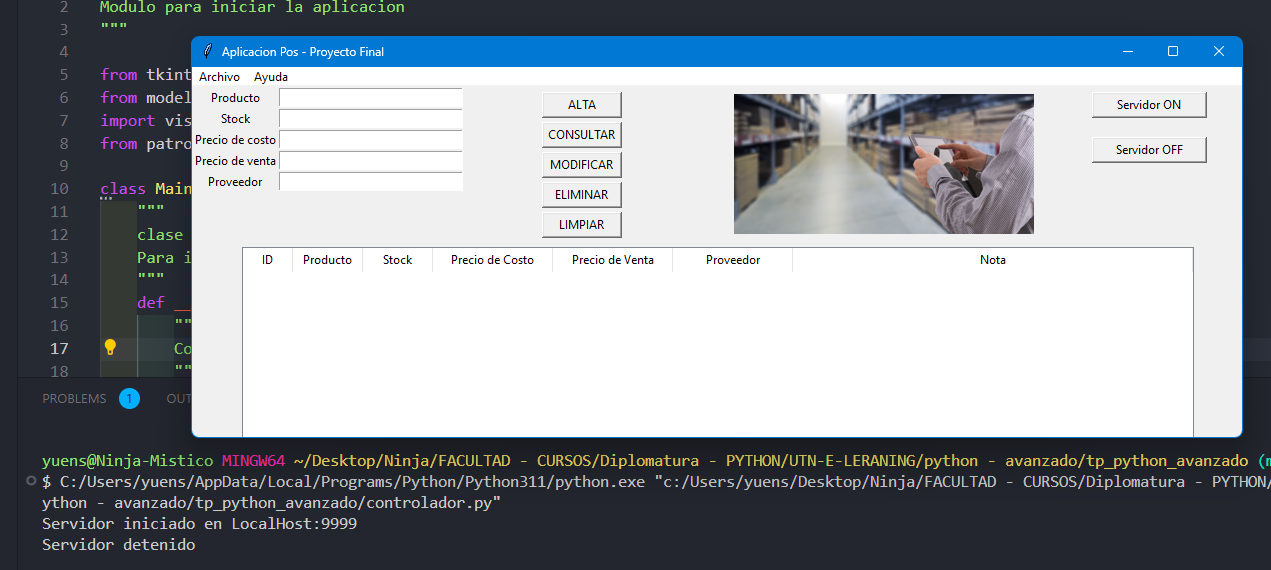 2 Modulo para iniciar la aplicacion
3 """
4
5 from tkint
6 from model
7 import vis
8 from patro
9
10 class Main
11 """
12 clase
13 Para i
14 """
15 def __
16 ""
17 Co
18 ""
Aplicacion Pos - Proyecto Final
Archivo Ayuda
Producto
Stock
Precio de costo
Precio de venta
Proveedor
ALTA
CONSULTAR
MODIFICAR
ELIMINAR
LIMPIAR
Servidor ON
Servidor OFF
ID Producto Stock Precio de Costo Precio de Venta Proveedor Nota
PROBLEMS 1 OUT
yuens@Ninja-Mistico MINGW64 ~/Desktop/Ninja/FACULTAD - CURSOS/Diplomatura - PYTHON/UTN-E-LERANING/python - avanzado/tp_python_avanzado (m
$ C:/Users/yuens/AppData/Local/Programs/Python/Python311/python.exe "c:/Users/yuens/Desktop/Ninja/FACULTAD - CURSOS/Diplomatura - PYTHON/
ython - avanzado/tp_python_avanzado/controlador.py"
Servidor iniciado en LocalHost:9999
Servidor detenido